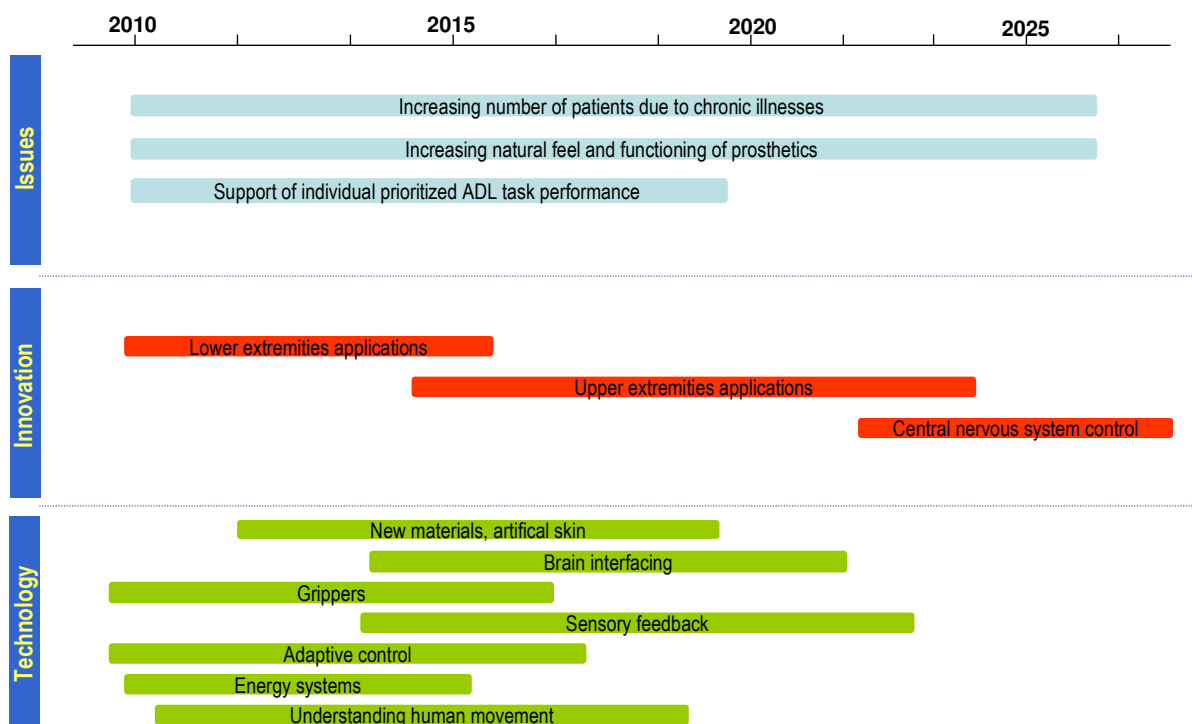 2010 2015 2020 2025
Issues
Increasing number of patients due to chronic illnesses
Increasing natural feel and functioning of prosthetics
Support of individual prioritized ADL task performance
Innovation
Lower extremities applications
Upper extremities applications
Central nervous system control
Technology
New materials, artifical skin
Brain interfacing
Grippers
Sensory feedback
Adaptive control
Energy systems
Understanding human movement